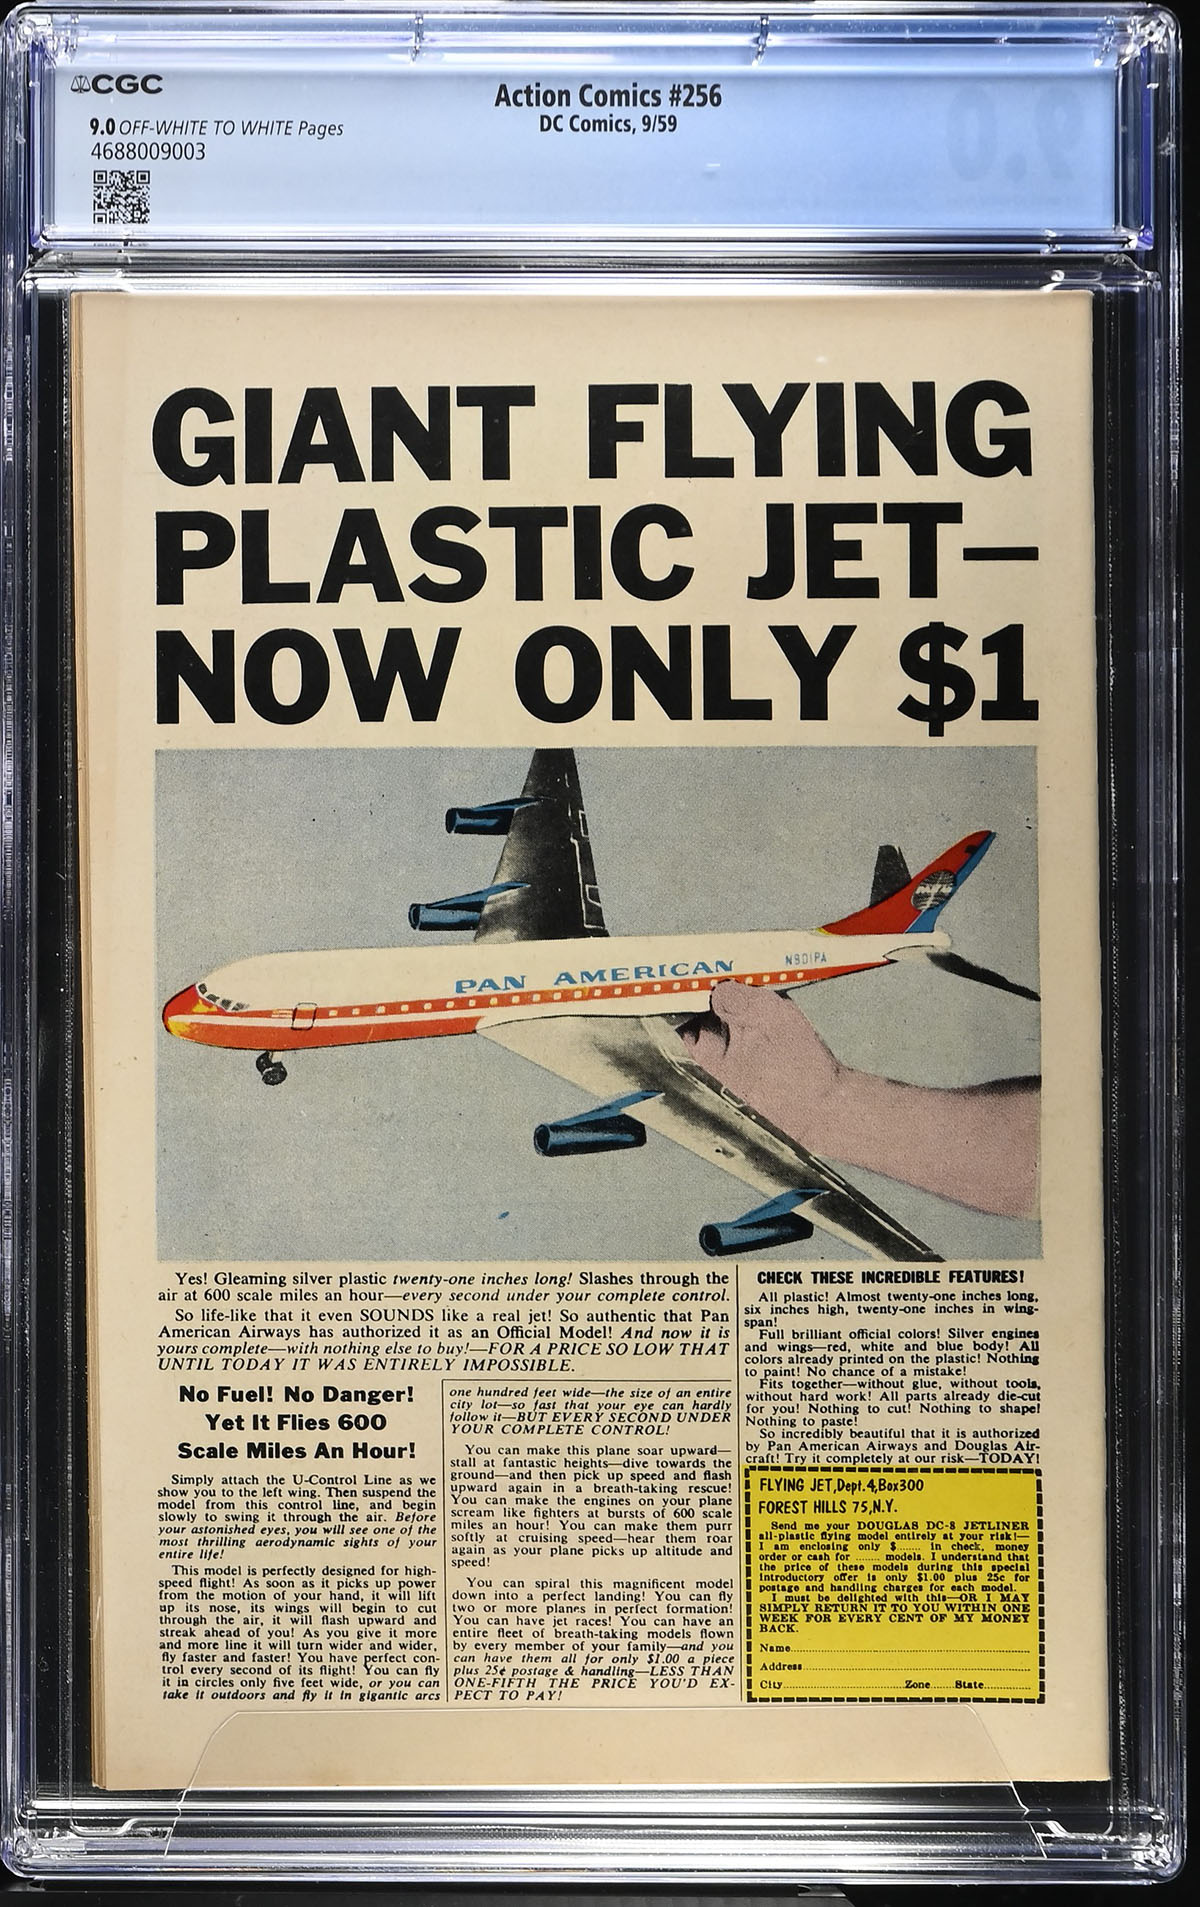 CGC
Action Comics #256
9.0 OFF-WHITE TO WHITE Pages
DC Comics, 9/59
4688009003
GIANT FLYING
PLASTIC JET—
NOW ONLY $1
PAN AMERICAN
N801PA
PAN AM
Yes! Gleaming silver plastic twenty-one inches long! Slashes through the
air at 600 scale miles an hour—every second under your complete control.
So life-like that it even SOUNDS like a real jet! So authentic that Pan
American Airways has authorized it as an Official Model! And now it is
yours complete—with nothing else to buy!—FOR A PRICE SO LOW THAT
UNTIL TODAY IT WAS ENTIRELY IMPOSSIBLE.
No Fuel! No Danger!
Yet It Flies 600
Scale Miles An Hour!
Simply attach the U-Control Line as we
show you to the left wing. Then suspend the
model from this control line, and begin
slowly to swing it through the air. Before
your astonished eyes, you will see one of the
most thrilling aerodynamic sights of your
entire life!
This model is perfectly designed for high-
speed flight! As soon as it picks up power
from the motion of your hand, it will lift
up its nose, its wings will begin to cut
through the air, it will flash upward and
streak ahead of you! As you give it more
and more line it will turn wider and wider,
fly faster and faster! You have perfect con-
trol every second of its flight! You can fly
it in circles only five feet wide, or you can
take it outdoors and fly it in gigantic arcs
one hundred feet wide—the size of an entire
city lot—so fast that your eye can hardly
follow it—BUT EVERY SECOND UNDER
YOUR COMPLETE CONTROL!
You can make this plane soar upward—
stall at fantastic heights—dive towards the
ground—and then pick up speed and flash
upward again in a breath-taking rescue!
You can make the engines on your plane
scream like fighters at bursts of 600 scale
miles an hour! You can make them purr
softly at cruising speed—hear them roar
again as your plane picks up altitude and
speed!
You can spiral this magnificent model
down into a perfect landing! You can fly
two or more planes in perfect formation!
You can have jet races! You can have an
entire fleet of breath-taking models flown
by every member of your family—and you
can have them all for only $1.00 a piece
plus 25¢ postage & handling—LESS THAN
ONE-FIFTH THE PRICE YOU'D EX-
PECT TO PAY!
CHECK THESE INCREDIBLE FEATURES!
All plastic! Almost twenty-one inches long,
six inches high, twenty-one inches in wing-
span!
Full brilliant official colors! Silver engines
and wings—red, white and blue body! All
colors already printed on the plastic! Nothing
to paint! No chance of a mistake!
Fits together—without glue, without tools,
without hard work! All parts already die-cut
for you! Nothing to cut! Nothing to shape!
Nothing to paste!
So incredibly beautiful that it is authorized
by Pan American Airways and Douglas Air-
craft! Try it completely at our risk—TODAY!
FLYING JET, Dept. 4, Box 300
FOREST HILLS 75, N.Y.
Send me your DOUGLAS DC-8 JETLINER
all-plastic flying model entirely at your risk!—
I am enclosing only $........ in check, money
order or cash for ........ models. I understand that
the price of these models during this special
introductory offer is only $1.00 plus 25c for
postage and handling charges for each model.
I must be delighted with this—OR I MAY
SIMPLY RETURN IT TO YOU WITHIN ONE
WEEK FOR EVERY CENT OF MY MONEY
BACK.
Name........
Address........
City........ Zone........ State........